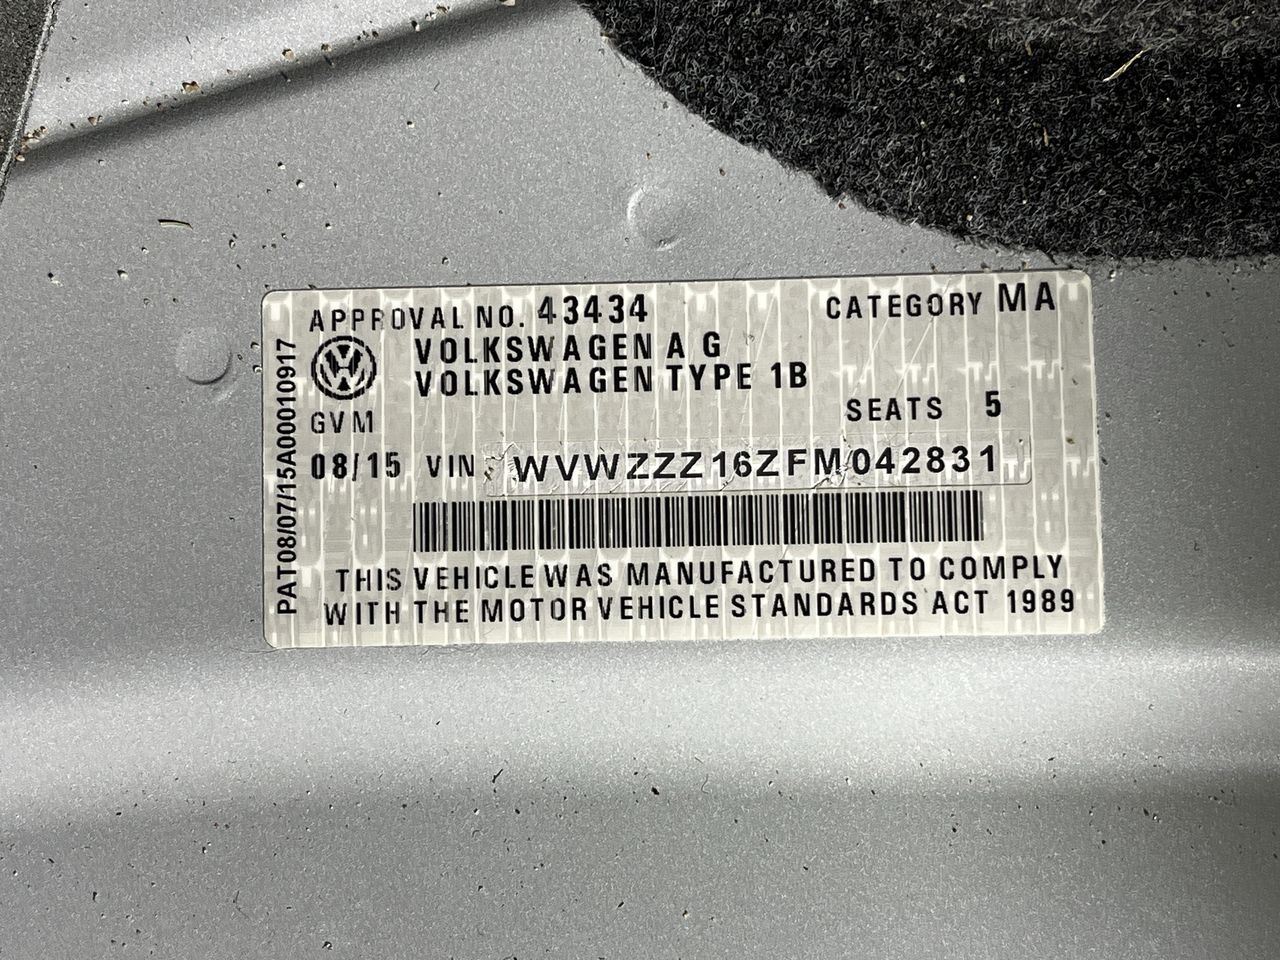 APPROVAL NO. 43434 CATEGORY MA
VOLKSWAGEN A G
VOLKSWAGEN TYPE 1B
GVM SEATS 5
08/15 VIN WVWZZZ16ZFM042831
THIS VEHICLE WAS MANUFACTURED TO COMPLY
WITH THE MOTOR VEHICLE STANDARDS ACT 1989
PAT08/07/15A00010917